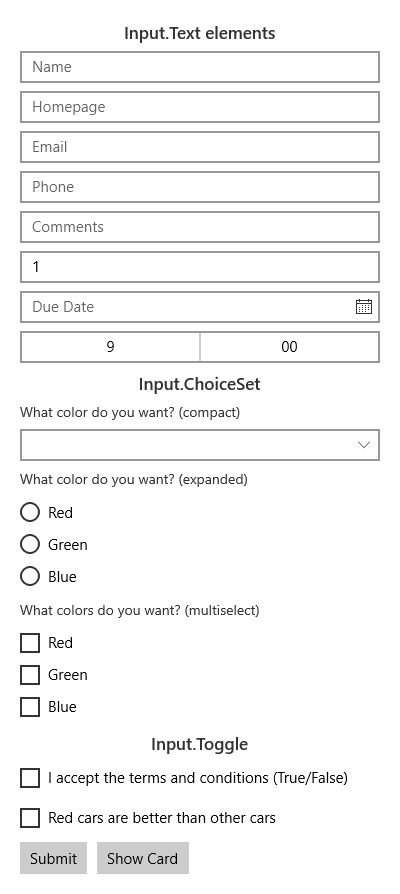 Input.Text elements
Name
Homepage
Email
Phone
Comments
1
Due Date
9 00
Input.ChoiceSet
What color do you want? (compact)
What color do you want? (expanded)
Red
Green
Blue
What colors do you want? (multiselect)
Red
Green
Blue
Input.Toggle
I accept the terms and conditions (True/False)
Red cars are better than other cars
Submit Show Card